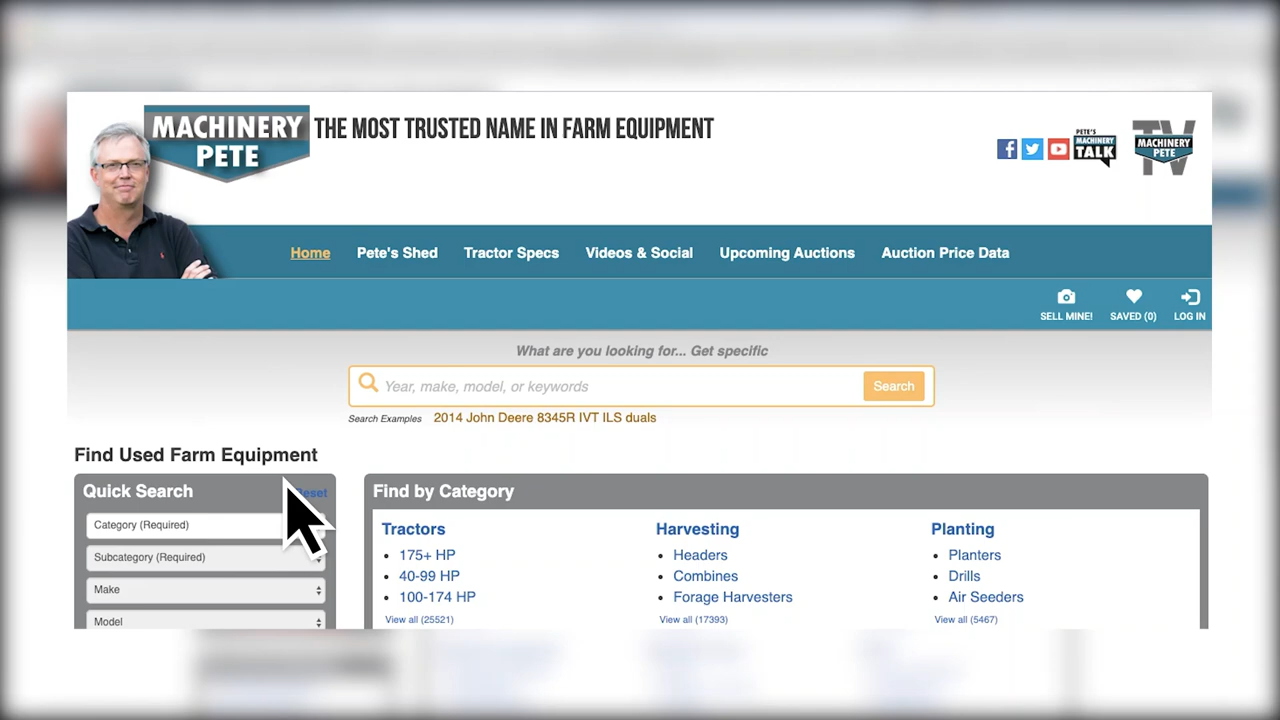 MACHINERY
PETE
THE MOST TRUSTED NAME IN FARM EQUIPMENT
PETE'S
MACHINERY
TALK
TV
MACHINERY
PETE
Home Pete's Shed Tractor Specs Videos & Social Upcoming Auctions Auction Price Data
SELL MINE! SAVED (0) LOG IN
What are you looking for... Get specific
Year, make, model, or keywords Search
Search Examples 2014 John Deere 8345R IVT ILS duals
Find Used Farm Equipment
Quick Search Reset
Category (Required)
Subcategory (Required)
Make
Model
Find by Category
Tractors
175+ HP
40-99 HP
100-174 HP
View all (25521)
Harvesting
Headers
Combines
Forage Harvesters
View all (17393)
Planting
Planters
Drills
Air Seeders
View all (5467)